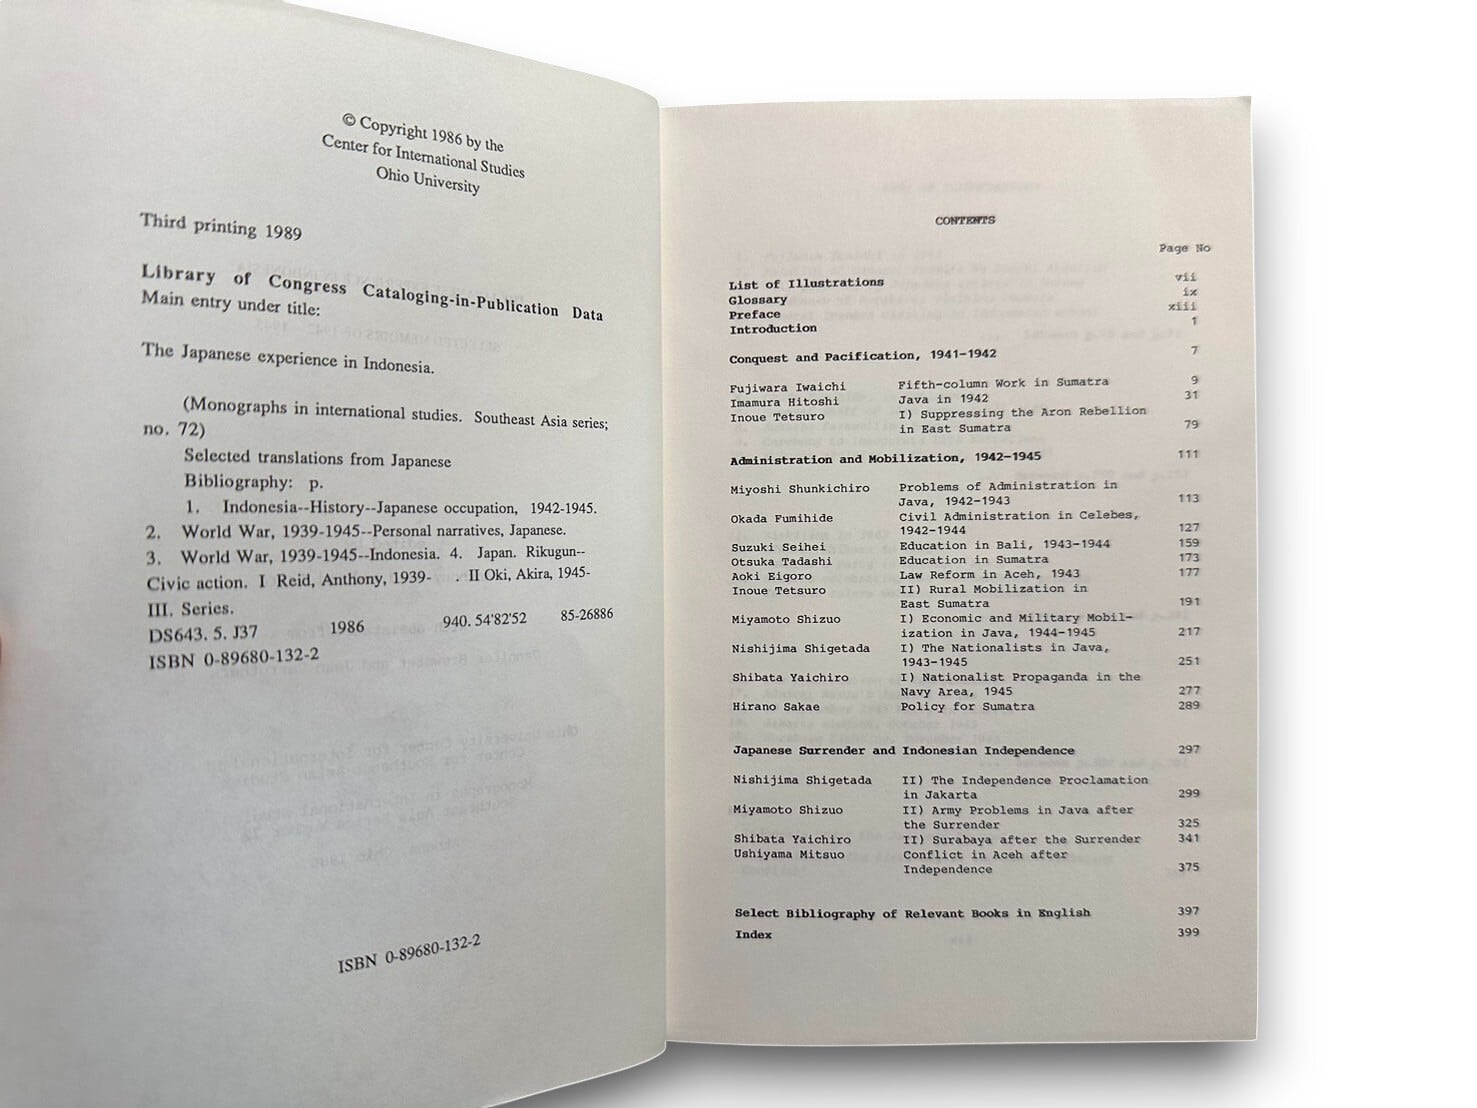 © Copyright 1986 by the
Center for International Studies
Ohio University
Third printing 1989
Library of Congress Cataloging-in-Publication Data
Main entry under title:
The Japanese experience in Indonesia.
(Monographs in international studies. Southeast Asia series;
no. 72)
Selected translations from Japanese
Bibliography: p.
1. Indonesia--History--Japanese occupation, 1942-1945.
2. World War, 1939-1945--Personal narratives, Japanese.
3. World War, 1939-1945--Indonesia. 4. Japan. Rikugun--
Civic action. I Reid, Anthony, 1939- . II Oki, Akira, 1945-
III. Series.
DS643. 5. J37 1986 940. 54'82'52 85-26886
ISBN 0-89680-132-2
ISBN 0-89680-132-2
CONTENTS
Page No
List of Illustrations vii
Glossary ix
Preface xiii
Introduction 1
Conquest and Pacification, 1941-1942 7
Fujiwara Iwaichi Fifth-column Work in Sumatra 9
Imamura Hitoshi Java in 1942 31
Inoue Tetsuro I) Suppressing the Aron Rebellion
in East Sumatra 79
Administration and Mobilization, 1942-1945 111
Miyoshi Shunkichiro Problems of Administration in
Java, 1942-1943 113
Okada Fumihide Civil Administration in Celebes,
1942-1944 127
Suzuki Seihei Education in Bali, 1943-1944 159
Otsuka Tadashi Education in Sumatra 173
Aoki Eigoro Law Reform in Aceh, 1943 177
Inoue Tetsuro II) Rural Mobilization in
East Sumatra 191
Miyamoto Shizuo I) Economic and Military Mobil-
ization in Java, 1944-1945 217
Nishijima Shigetada I) The Nationalists in Java,
1943-1945 251
Shibata Yaichiro I) Nationalist Propaganda in the
Navy Area, 1945 277
Hirano Sakae Policy for Sumatra 289
Japanese Surrender and Indonesian Independence 297
Nishijima Shigetada II) The Independence Proclamation
in Jakarta 299
Miyamoto Shizuo II) Army Problems in Java after
the Surrender 325
Shibata Yaichiro II) Surabaya after the Surrender 341
Ushiyama Mitsuo Conflict in Aceh after
Independence 375
Select Bibliography of Relevant Books in English 397
Index 399